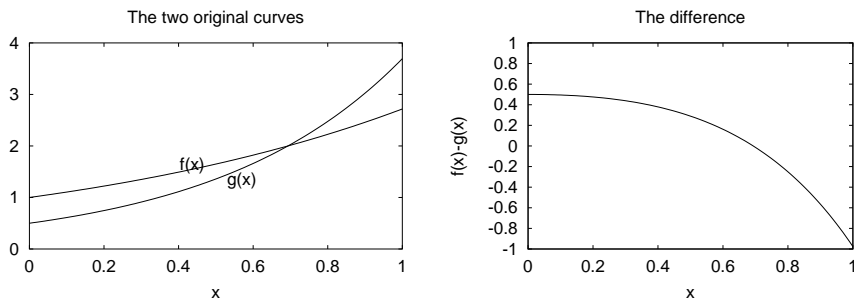 The two original curves
4
3
2
1
0
f(x)
g(x)
0 0.2 0.4 0.6 0.8 1
x
The difference
f(x)-g(x)
1
0.8
0.6
0.4
0.2
0
-0.2
-0.4
-0.6
-0.8
-1
0 0.2 0.4 0.6 0.8 1
x